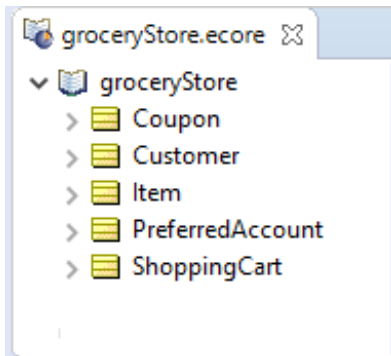 groceryStore.ecore
groceryStore
Coupon
Customer
Item
PreferredAccount
ShoppingCart